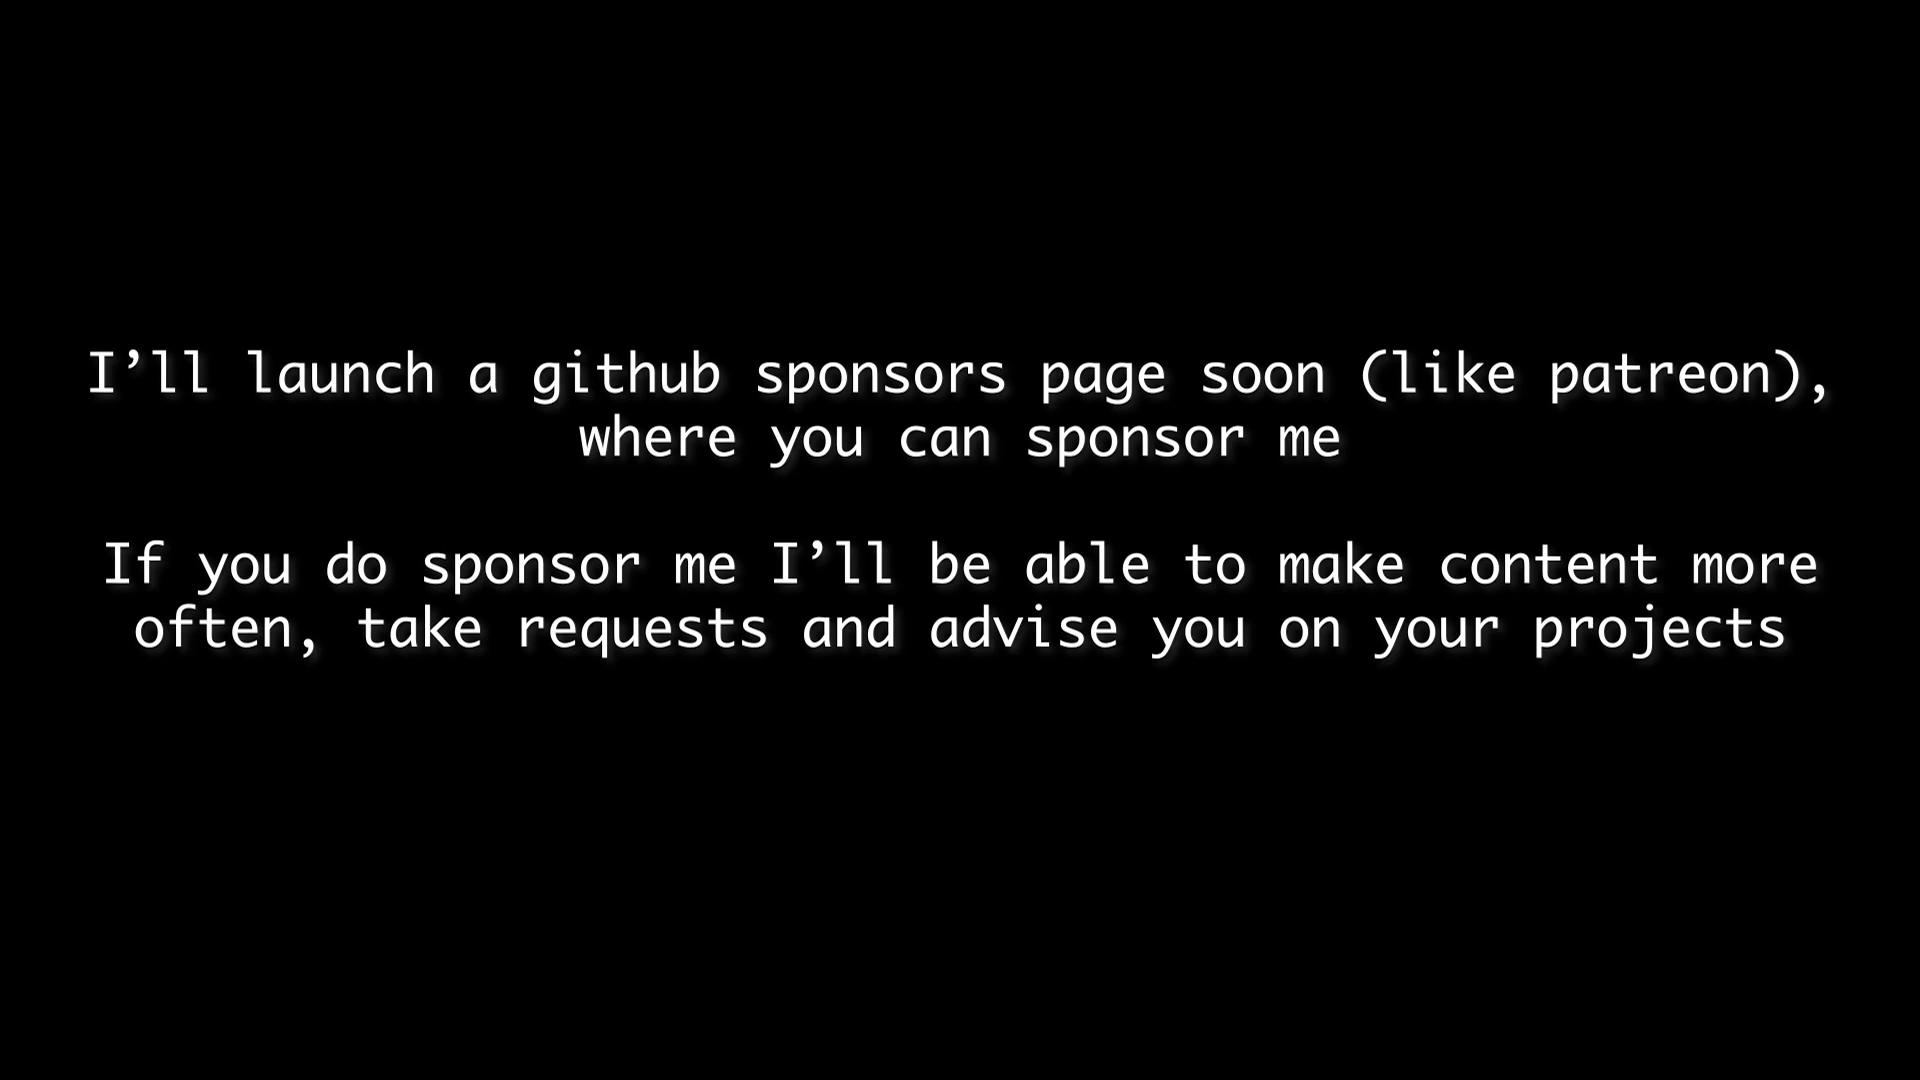 I’ll launch a github sponsors page soon (like patreon),
where you can sponsor me
If you do sponsor me I’ll be able to make content more
often, take requests and advise you on your projects